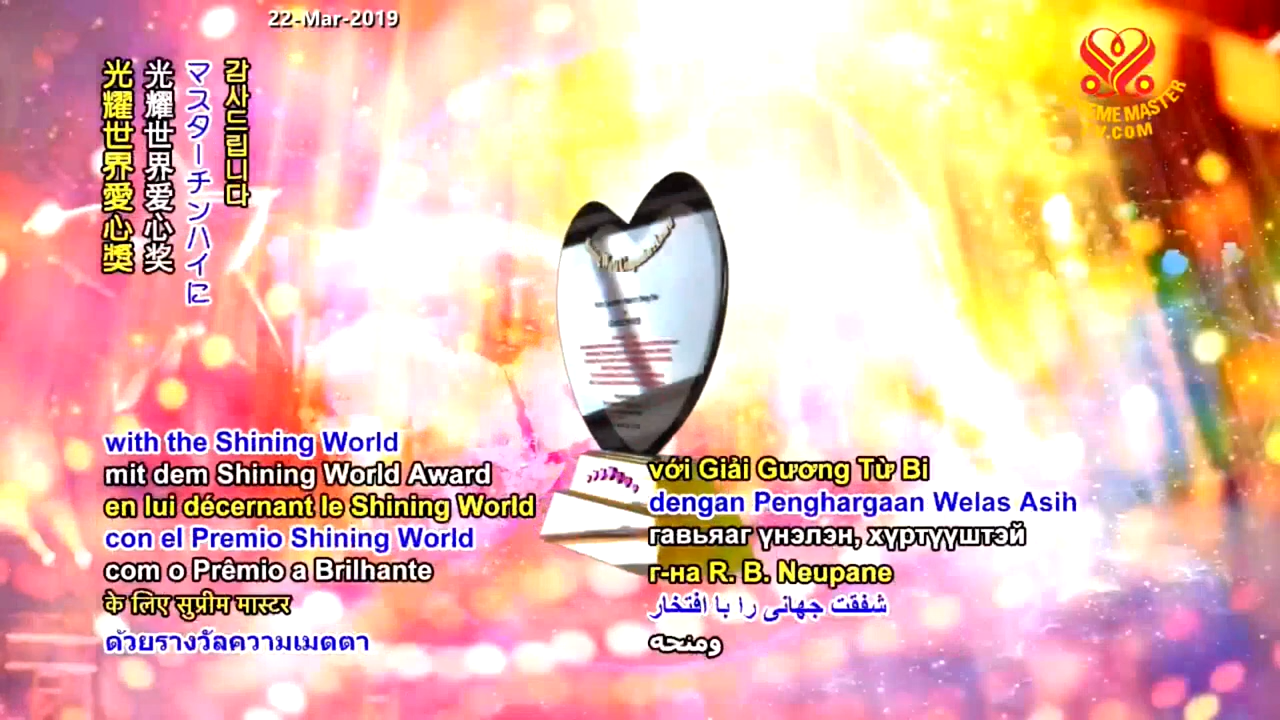 22-Mar-2019
감사드립니다
マスターチンハイに
光耀世界爱心奖
光耀世界愛心獎
EME MASTER
TV.COM
with the Shining World
mit dem Shining World Award
en lui décernant le Shining World
con el Premio Shining World
com o Prêmio a Brilhante
के लिए सुप्रीम मास्टर
ด้วยรางวัลความเมตตา
với Giải Gương Từ Bi
dengan Penghargaan Welas Asih
гавьяаг үнэлэн, хүртүүштэй
г-на R. B. Neupane
شفقت جهانی را با افتخار
ومنحه